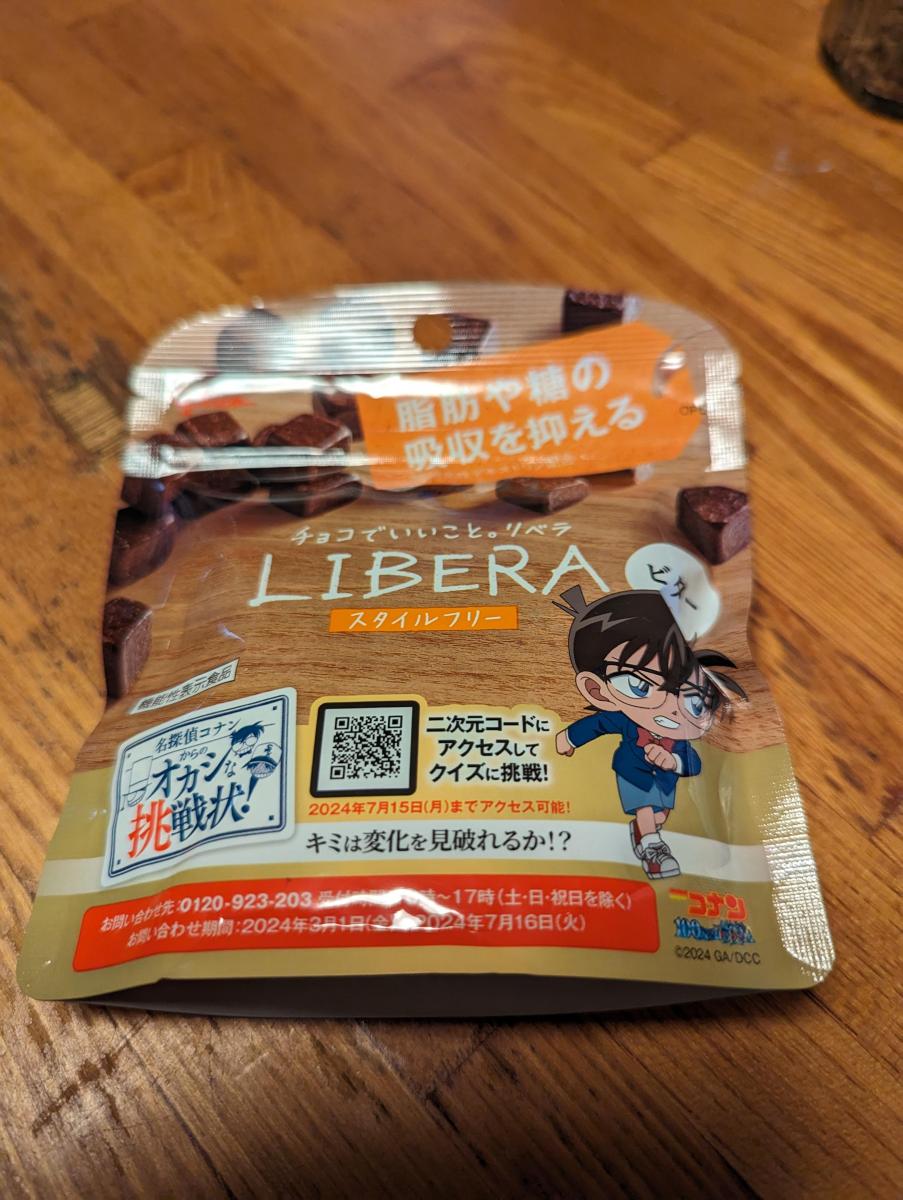 脂肪や糖の
吸収を抑える
チョコでいいこと。リベラ
LIBERA
ビター
スタイルフリー
機能性表示食品
名探偵コナン
からの
オカシな
挑戦状!
二次元コードに
アクセスして
クイズに挑戦!
2024年7月15日(月)までアクセス可能!
キミは変化を見破れるか!?
お問い合わせ先:0120-923-203 受付時間 時~17時(土・日・祝日を除く)
お問い合わせ期間:2024年3月1日(金) 2024年7月16日(火)
コナン
©2024 GA/DCC